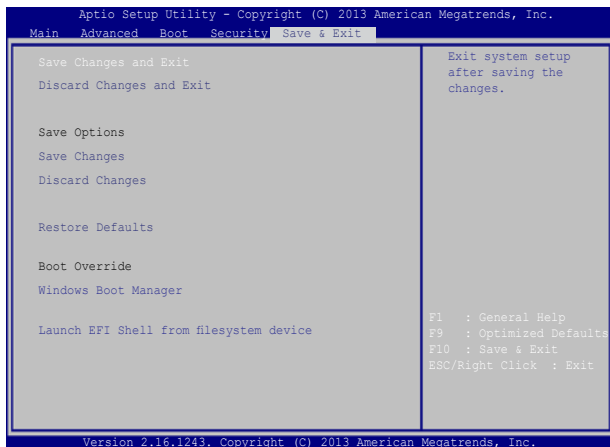 Aptio Setup Utility - Copyright (C) 2013 American Megatrends, Inc.
Main Advanced Boot Security Save & Exit
Save Changes and Exit
Discard Changes and Exit
Save Options
Save Changes
Discard Changes
Restore Defaults
Boot Override
Windows Boot Manager
Launch EFI Shell from filesystem device
Exit system setup
after saving the
changes.
F1 : General Help
F9 : Optimized Defaults
F10 : Save & Exit
ESC/Right Click : Exit
Version 2.16.1243. Copyright (C) 2013 American Megatrends, Inc.